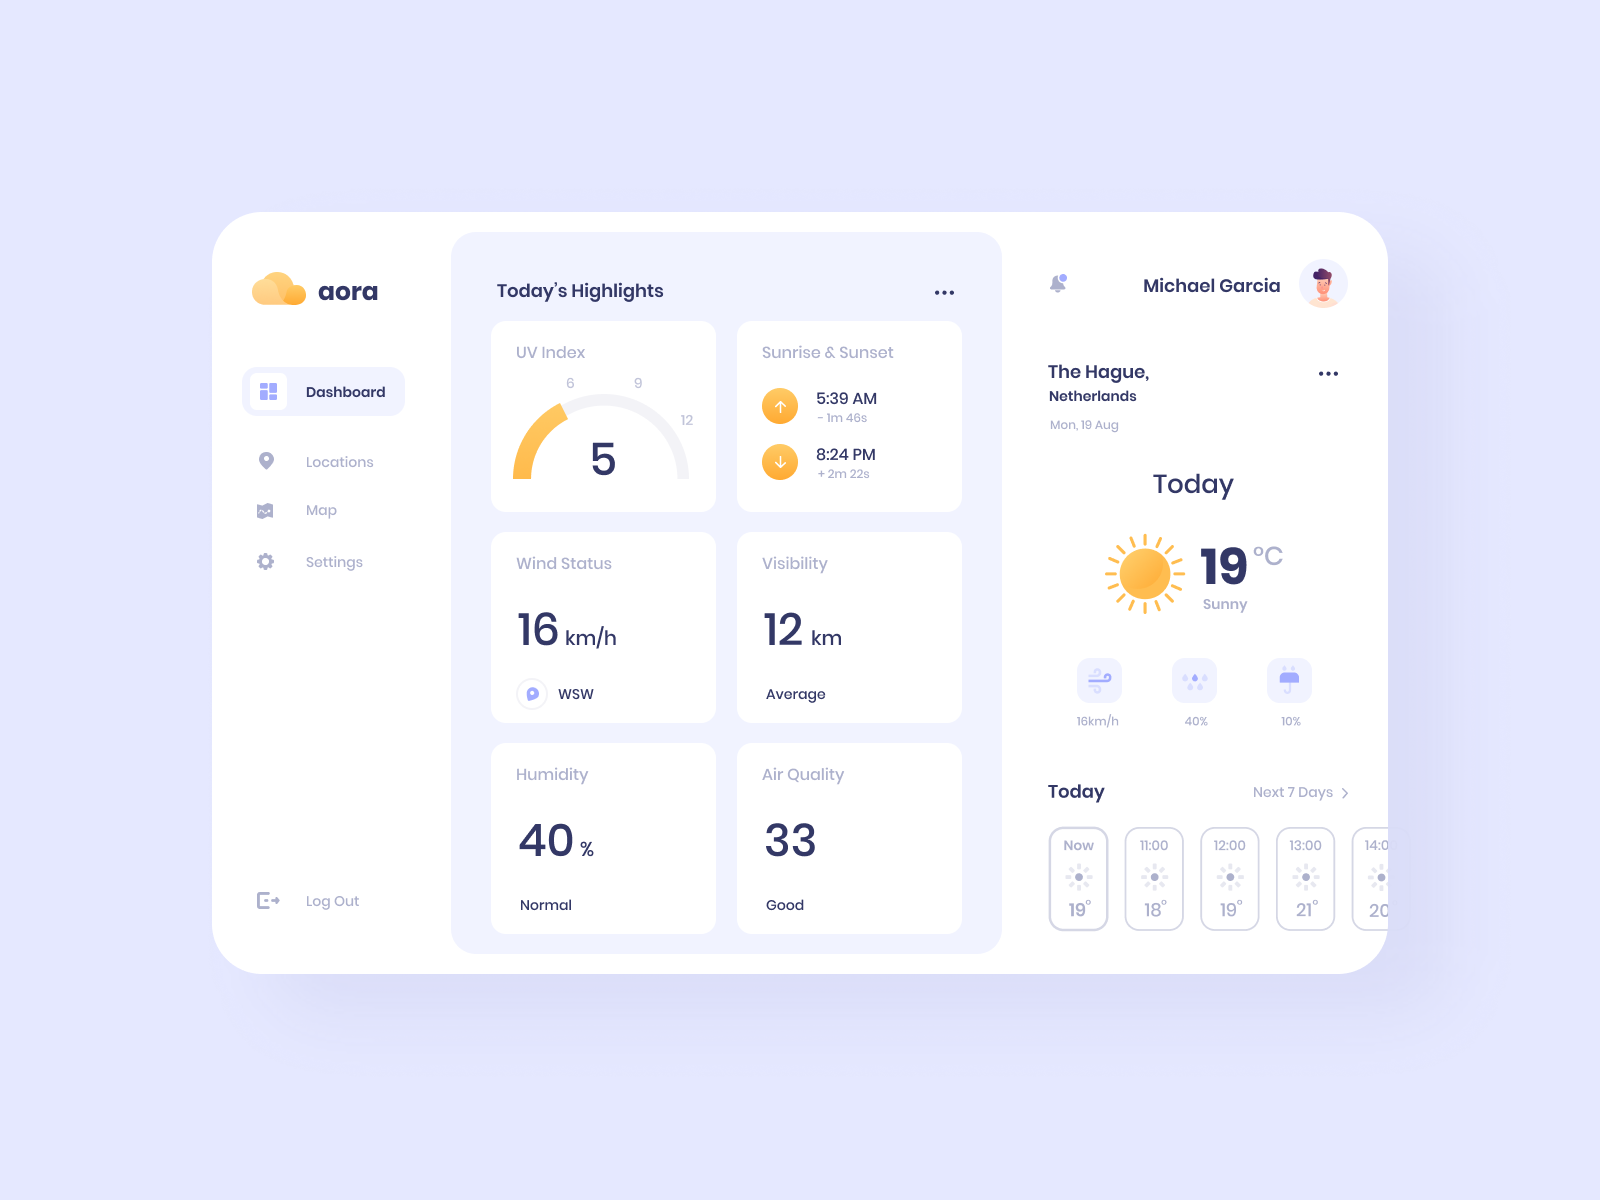 aora
Dashboard
Locations
Map
Settings
Log Out
Today’s Highlights
UV Index
6
9
12
5
Sunrise & Sunset
5:39 AM
- 1m 46s
8:24 PM
+ 2m 22s
Wind Status
16 km/h
WSW
Visibility
12 km
Average
Humidity
40 %
Normal
Air Quality
33
Good
Michael Garcia
The Hague,
Netherlands
Mon, 19 Aug
Today
19 °C
Sunny
16km/h
40%
10%
Today
Next 7 Days
Now
19°
11:00
18°
12:00
19°
13:00
21°
14:0
20